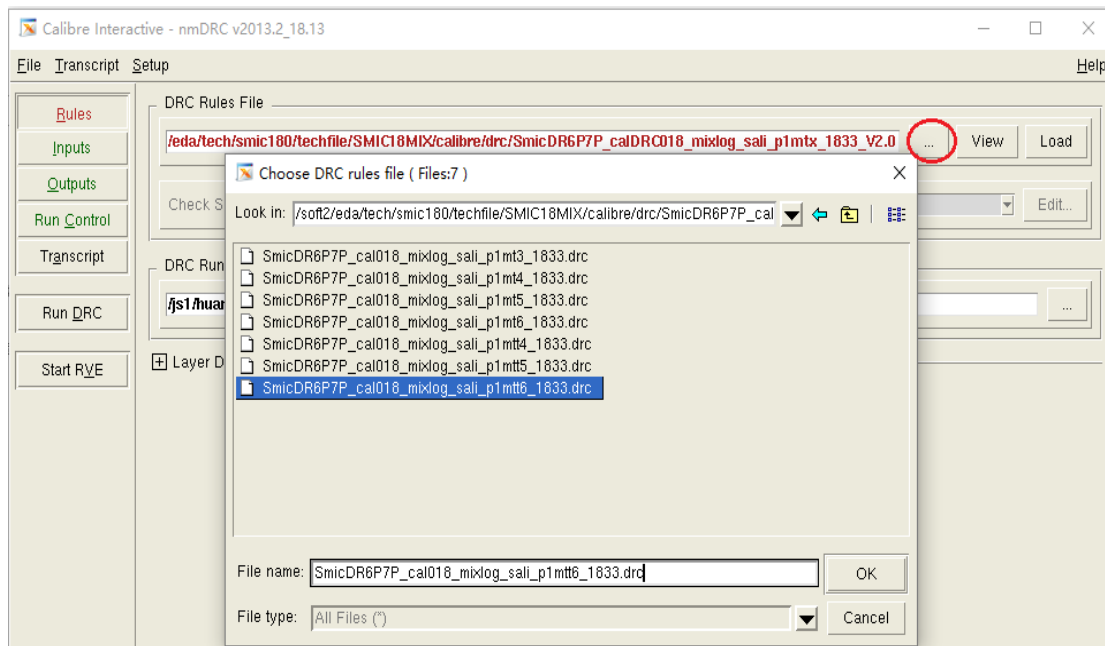 Calibre Interactive - nmDRC v2013.2_18.13
File Transcript Setup Help
Rules
Inputs
Outputs
Run Control
Transcript
Run DRC
Start RVE
DRC Rules File
/eda/tech/smic180/techfile/SMIC18MIX/calibre/drc/SmicDR6P7P_calDRC018_mixlog_sali_p1mtx_1833_V2.0 ... View Load
Check S Edit...
DRC Run
/js1/huar ...
Layer D
Choose DRC rules file ( Files:7 )
Look in: /soft2/eda/tech/smic180/techfile/SMIC18MIX/calibre/drc/SmicDR6P7P_cal
SmicDR6P7P_cal018_mixlog_sali_p1mt3_1833.drc
SmicDR6P7P_cal018_mixlog_sali_p1mt4_1833.drc
SmicDR6P7P_cal018_mixlog_sali_p1mt5_1833.drc
SmicDR6P7P_cal018_mixlog_sali_p1mt6_1833.drc
SmicDR6P7P_cal018_mixlog_sali_p1mtt4_1833.drc
SmicDR6P7P_cal018_mixlog_sali_p1mtt5_1833.drc
SmicDR6P7P_cal018_mixlog_sali_p1mtt6_1833.drc
File name: SmicDR6P7P_cal018_mixlog_sali_p1mtt6_1833.drc OK
File type: All Files (*) Cancel